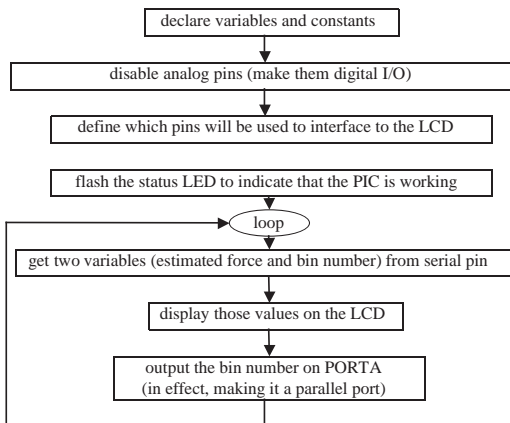 declare variables and constants
disable analog pins (make them digital I/O)
define which pins will be used to interface to the LCD
flash the status LED to indicate that the PIC is working
loop
get two variables (estimated force and bin number) from serial pin
display those values on the LCD
output the bin number on PORTA
(in effect, making it a parallel port)